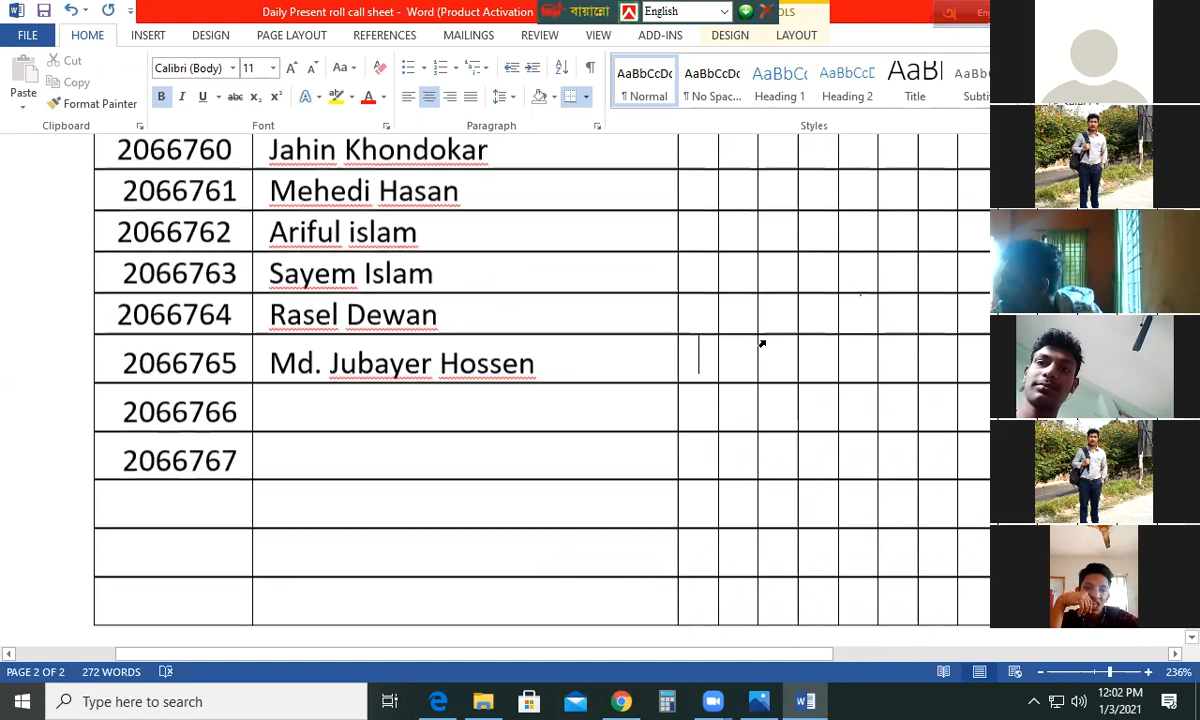 Daily Present roll call sheet - Word (Product Activation
বায়ান্নো
English
FILE HOME INSERT DESIGN PAGE LAYOUT REFERENCES MAILINGS REVIEW VIEW ADD-INS DESIGN LAYOUT
Paste
Cut
Copy
Format Painter
Calibri (Body) 11
AaBbCcDc AaBbCcDc AaBbCc AaBbCcD
¶ Normal ¶ No Spac... Heading 1 Heading 2 Title
Clipboard Font Paragraph Styles
2066760 Jahin Khondokar
2066761 Mehedi Hasan
2066762 Ariful islam
2066763 Sayem Islam
2066764 Rasel Dewan
2066765 Md. Jubayer Hossen
2066766
2066767
PAGE 2 OF 2 272 WORDS 236%
Type here to search
12:02 PM
1/3/2021